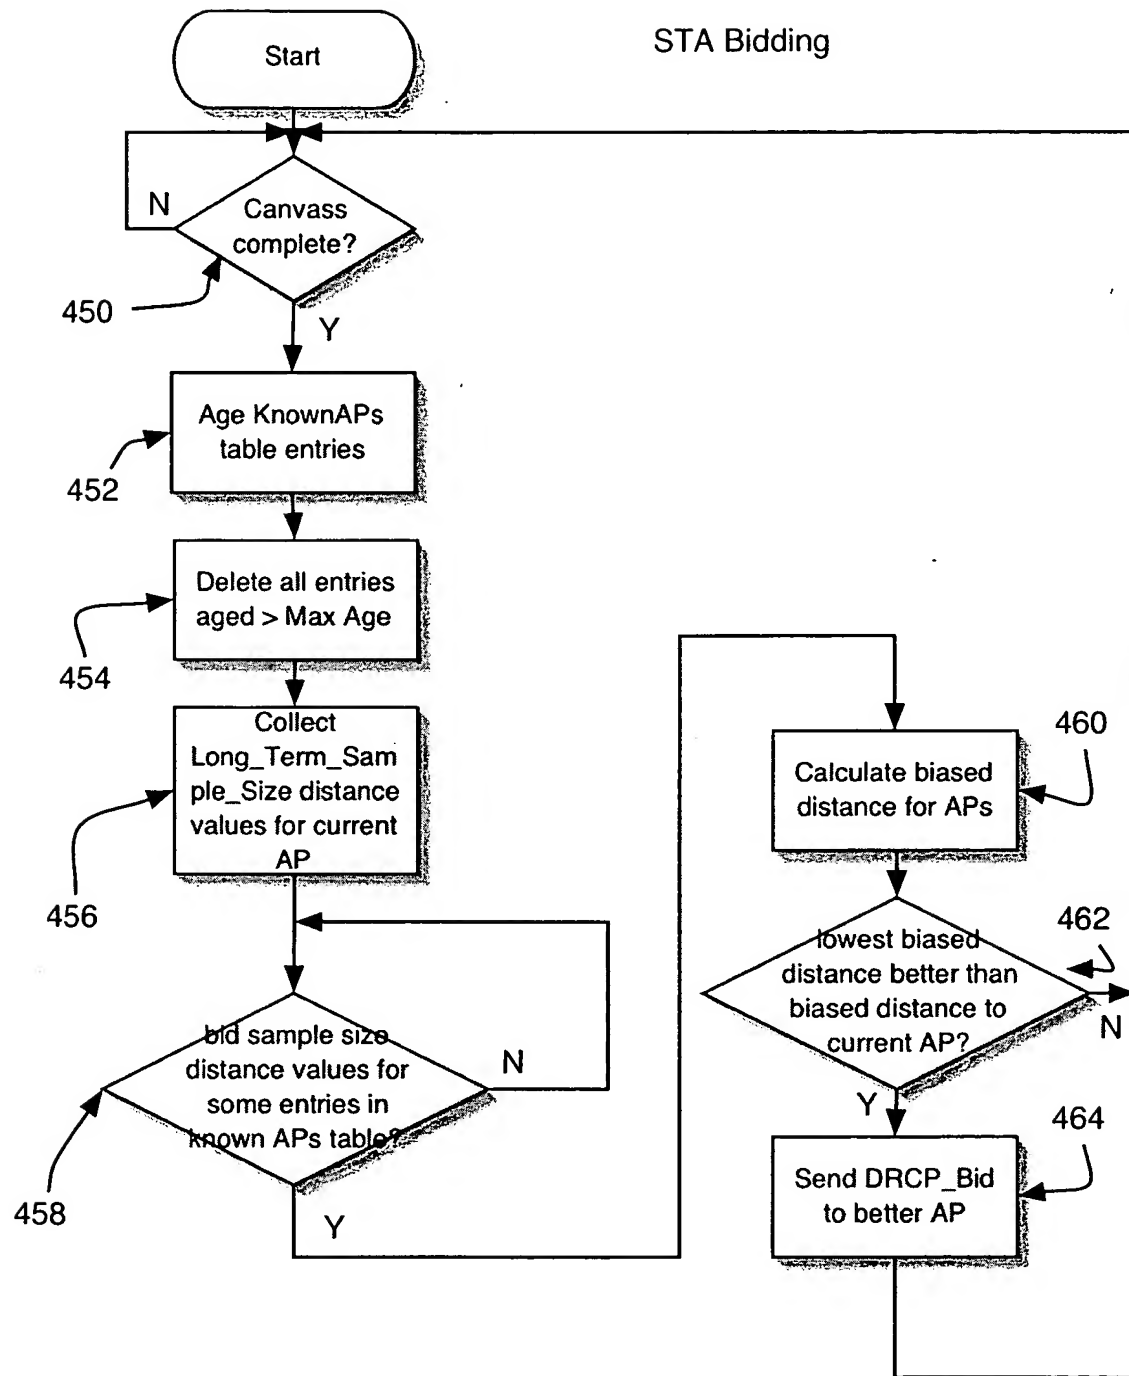 STA Bidding
Start
Canvass
complete?
N
450
Y
Age KnownAPs
table entries
452
Delete all entries
aged > Max Age
454
Collect
Long_Term_Sam
ple_Size distance
values for current
AP
456
bid sample size
distance values for
some entries in
known APs table?
N
458
Y
Calculate biased
distance for APs
460
lowest biased
distance better than
biased distance to
current AP?
462
N
Y
Send DRCP_Bid
to better AP
464